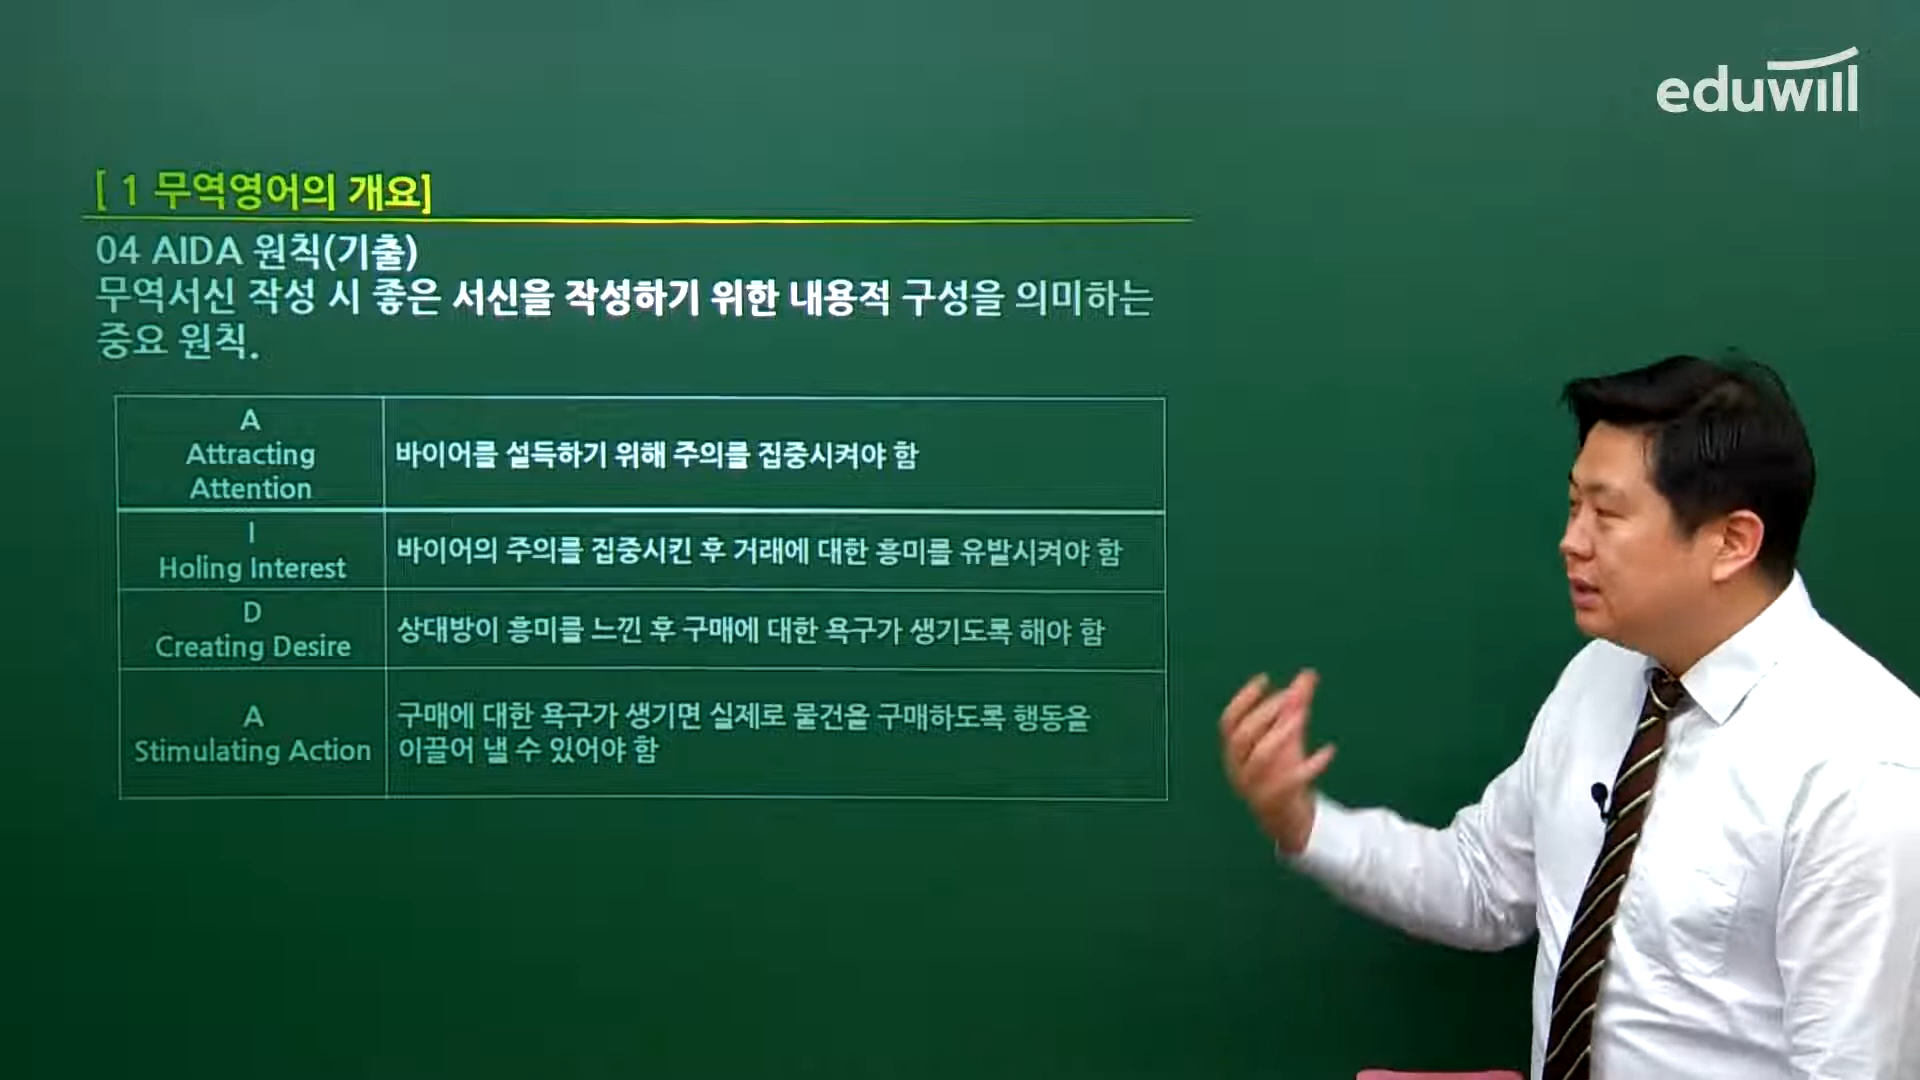 eduwill
[ 1 무역영어의 개요]
04 AIDA 원칙(기출)
무역서신 작성 시 좋은 서신을 작성하기 위한 내용적 구성을 의미하는
중요 원칙.
A
Attracting
Attention
바이어를 설득하기 위해 주의를 집중시켜야 함
I
Holing Interest
바이어의 주의를 집중시킨 후 거래에 대한 흥미를 유발시켜야 함
D
Creating Desire
상대방이 흥미를 느낀 후 구매에 대한 욕구가 생기도록 해야 함
A
Stimulating Action
구매에 대한 욕구가 생기면 실제로 물건을 구매하도록 행동을
이끌어 낼 수 있어야 함